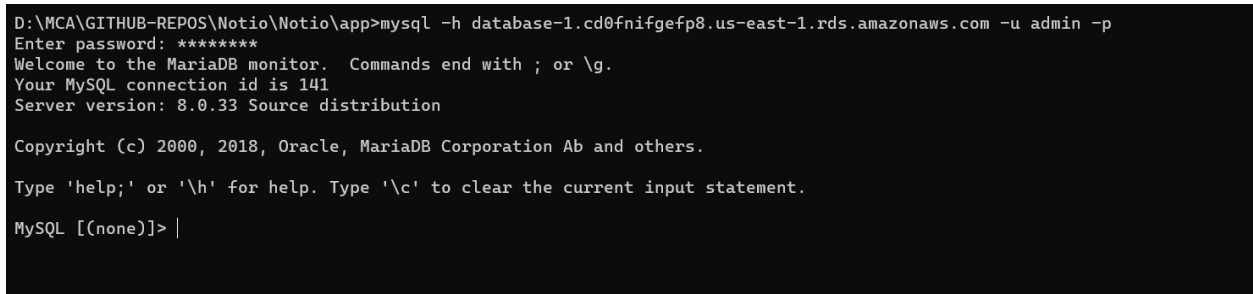 D:\MCA\GITHUB-REPOS\Notio\Notio\app>mysql -h database-1.cd0fnifgefp8.us-east-1.rds.amazonaws.com -u admin -p
Enter password: ********
Welcome to the MariaDB monitor.  Commands end with ; or \g.
Your MySQL connection id is 141
Server version: 8.0.33 Source distribution
Copyright (c) 2000, 2018, Oracle, MariaDB Corporation Ab and others.
Type 'help;' or '\h' for help. Type '\c' to clear the current input statement.
MySQL [(none)]>